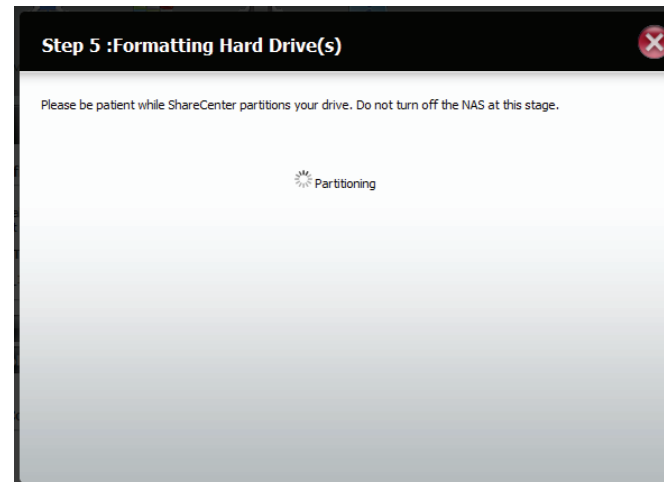 Step 5 :Formatting Hard Drive(s)
Please be patient while ShareCenter partitions your drive. Do not turn off the NAS at this stage.
Partitioning